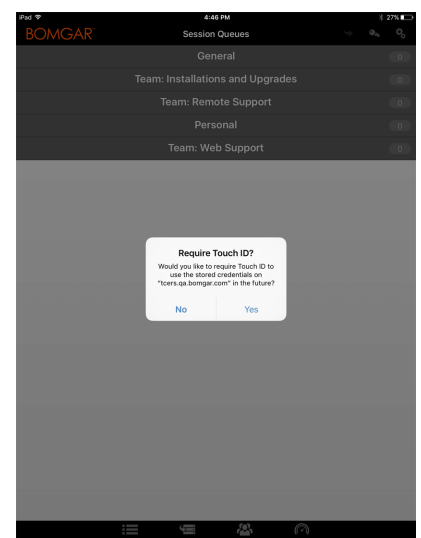 iPad 4:46 PM 27%
BOMGAR
Session Queues
General 0
Team: Installations and Upgrades 0
Team: Remote Support 0
Personal 0
Team: Web Support 0
Require Touch ID?
Would you like to require Touch ID to
use the stored credentials on
"tcers.qa.bomgar.com" in the future?
No Yes